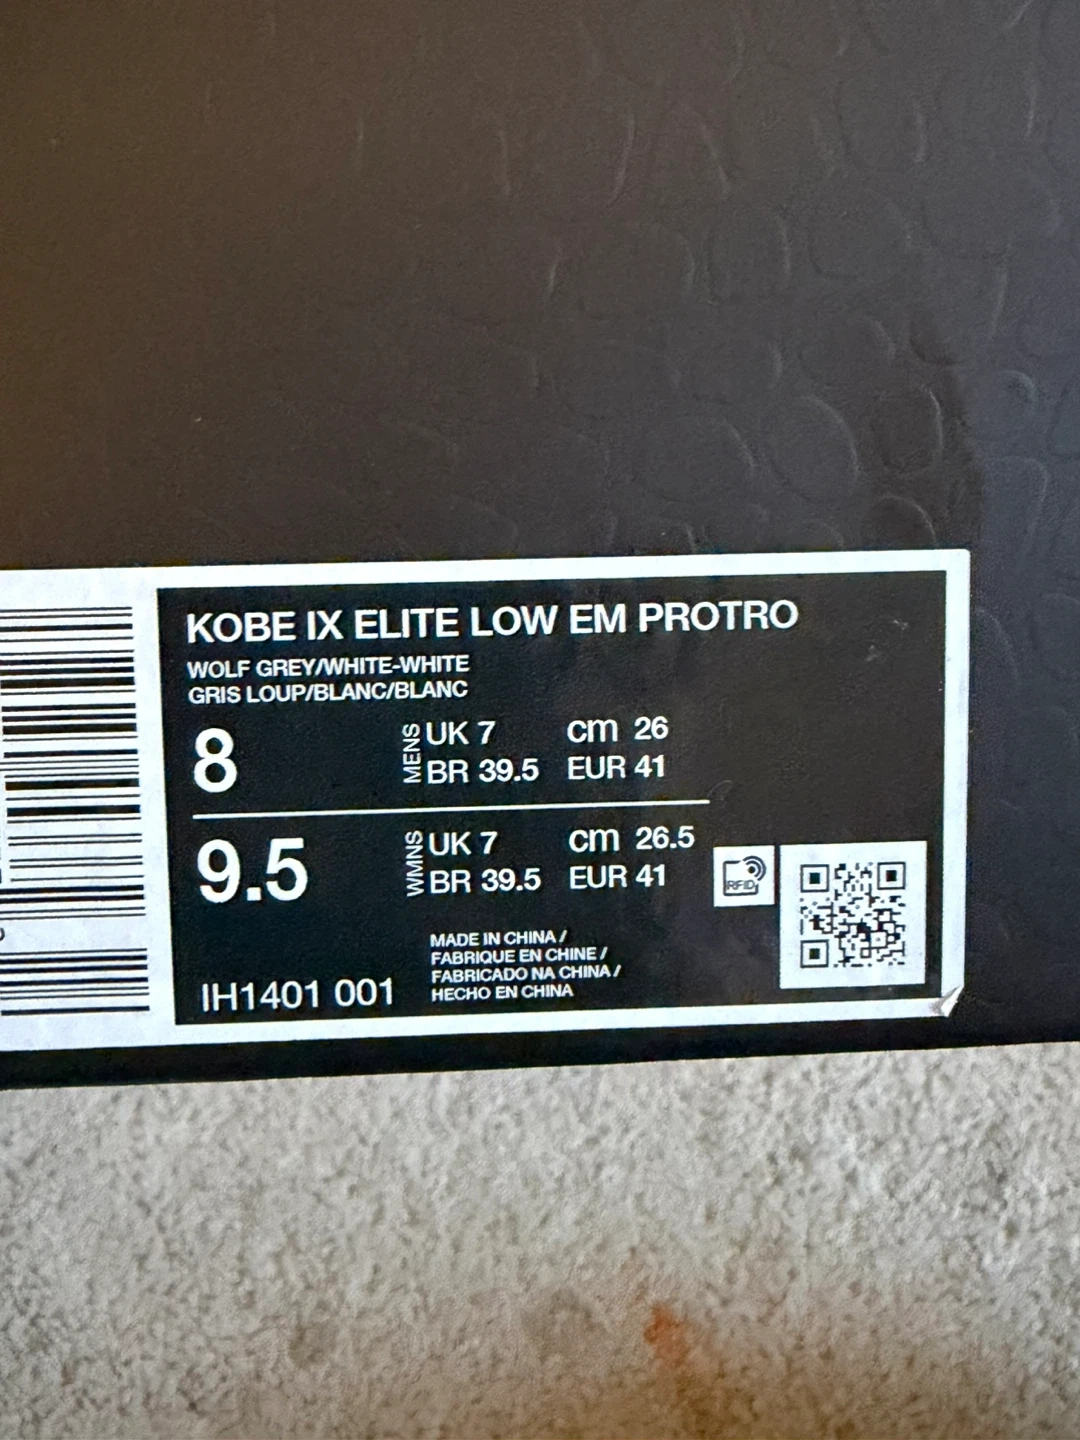 KOBE IX ELITE LOW EM PROTRO
WOLF GREY/WHITE-WHITE
GRIS LOUP/BLANC/BLANC
8
MENS
UK 7 cm 26
BR 39.5 EUR 41
9.5
WMNS
UK 7 cm 26.5
BR 39.5 EUR 41
RFID
MADE IN CHINA /
FABRIQUE EN CHINE /
FABRICADO NA CHINA /
HECHO EN CHINA
IH1401 001